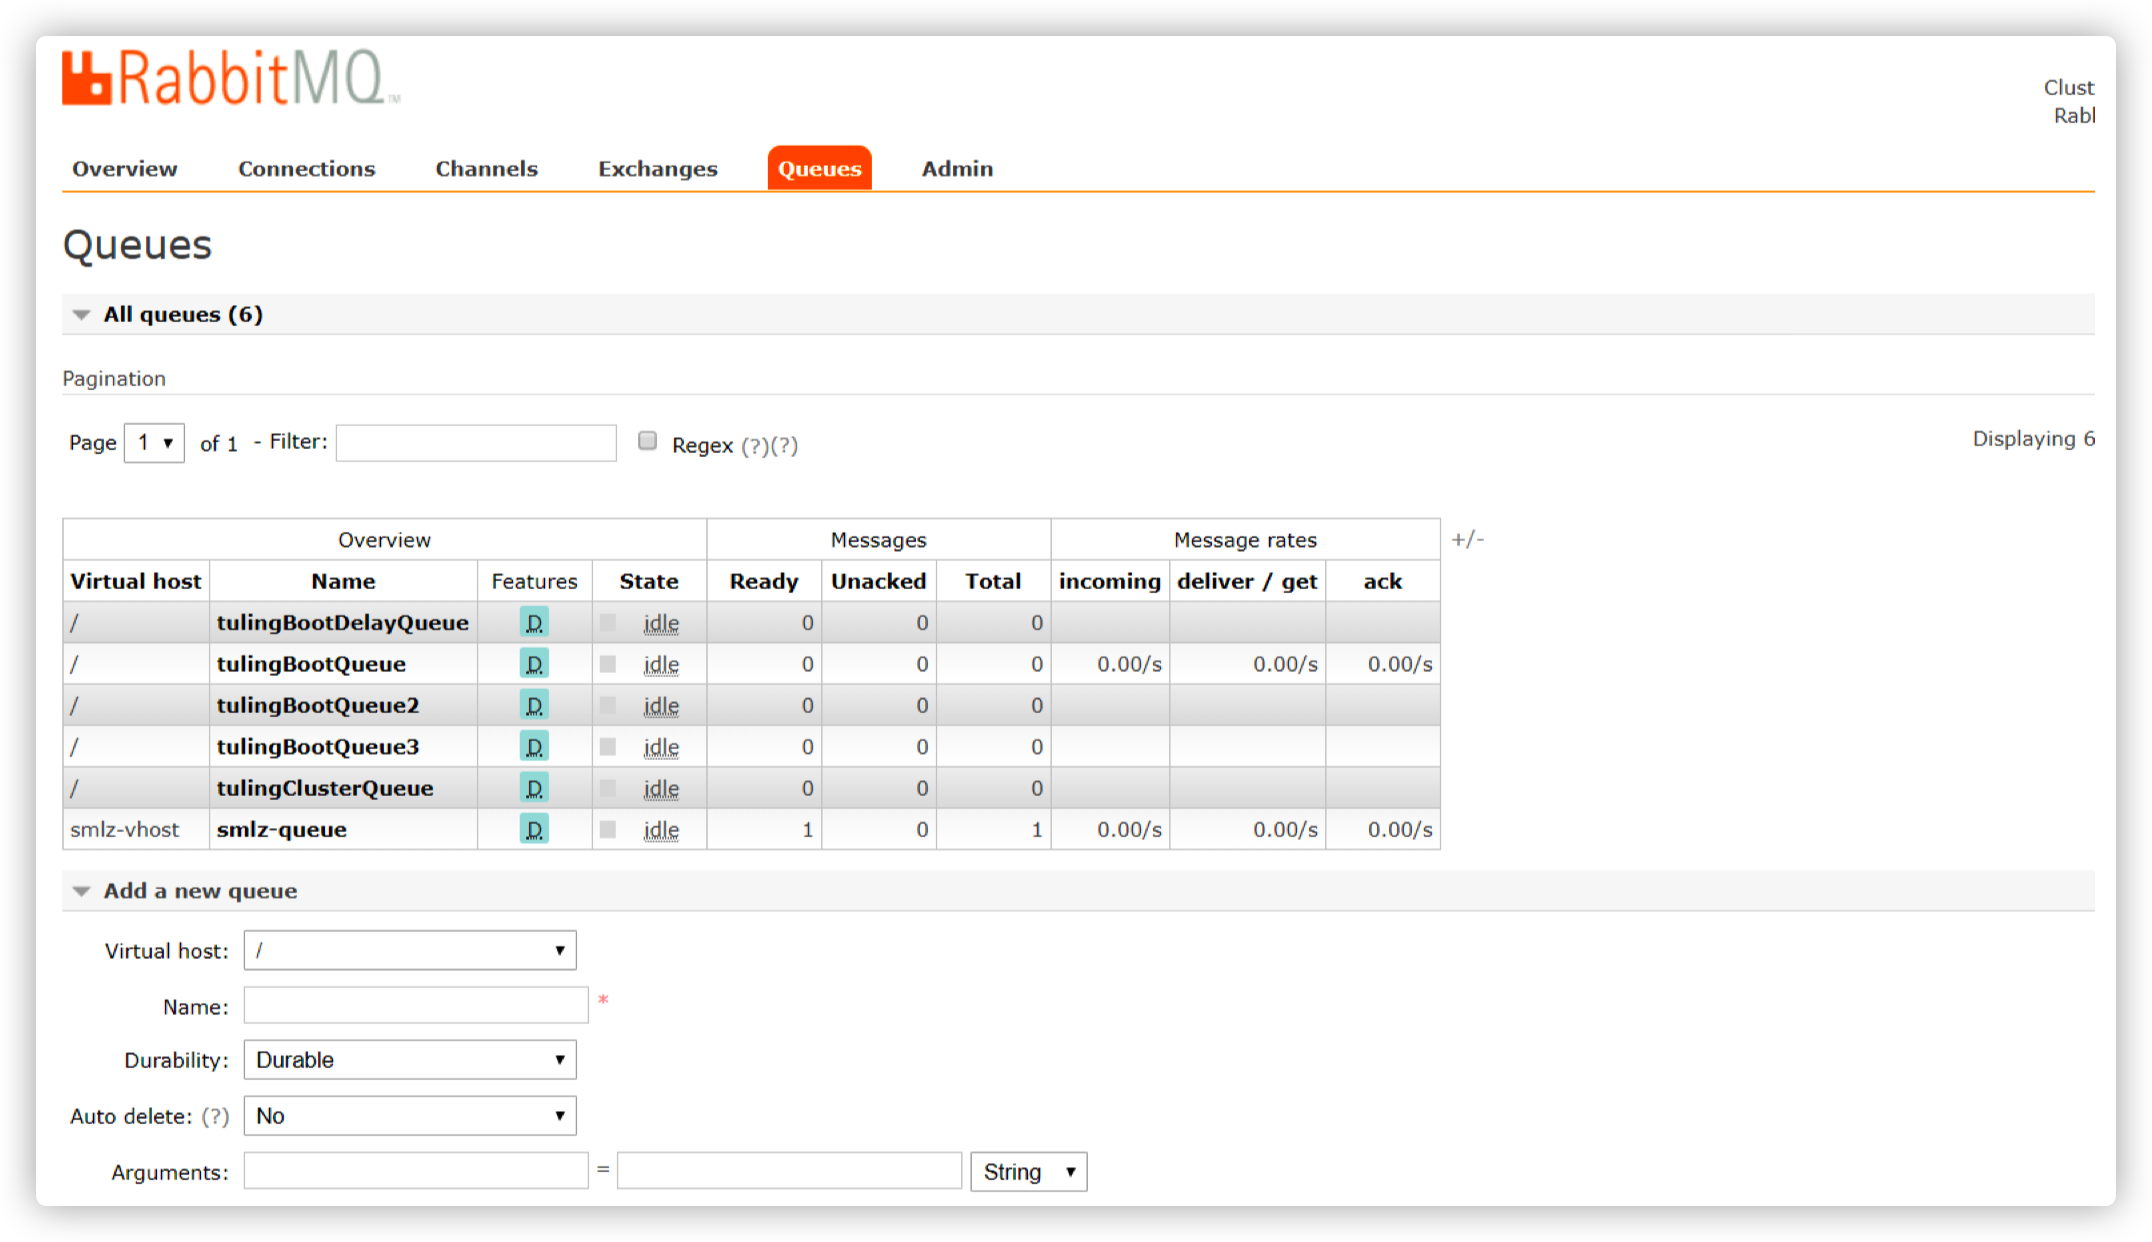 RabbitMQ TM
Clust
Rabl
Overview Connections Channels Exchanges Queues Admin
Queues
All queues (6)
Pagination
Page 1 of 1 - Filter: Regex (?)(?) Displaying 6
Overview Messages Message rates +/-
Virtual host Name Features State Ready Unacked Total incoming deliver / get ack
/ tulingBootDelayQueue D idle 0 0 0
/ tulingBootQueue D idle 0 0 0 0.00/s 0.00/s 0.00/s
/ tulingBootQueue2 D idle 0 0 0
/ tulingBootQueue3 D idle 0 0 0
/ tulingClusterQueue D idle 0 0 0
smlz-vhost smlz-queue D idle 1 0 1 0.00/s 0.00/s 0.00/s
Add a new queue
Virtual host: /
Name: *
Durability: Durable
Auto delete: (?) No
Arguments: = String